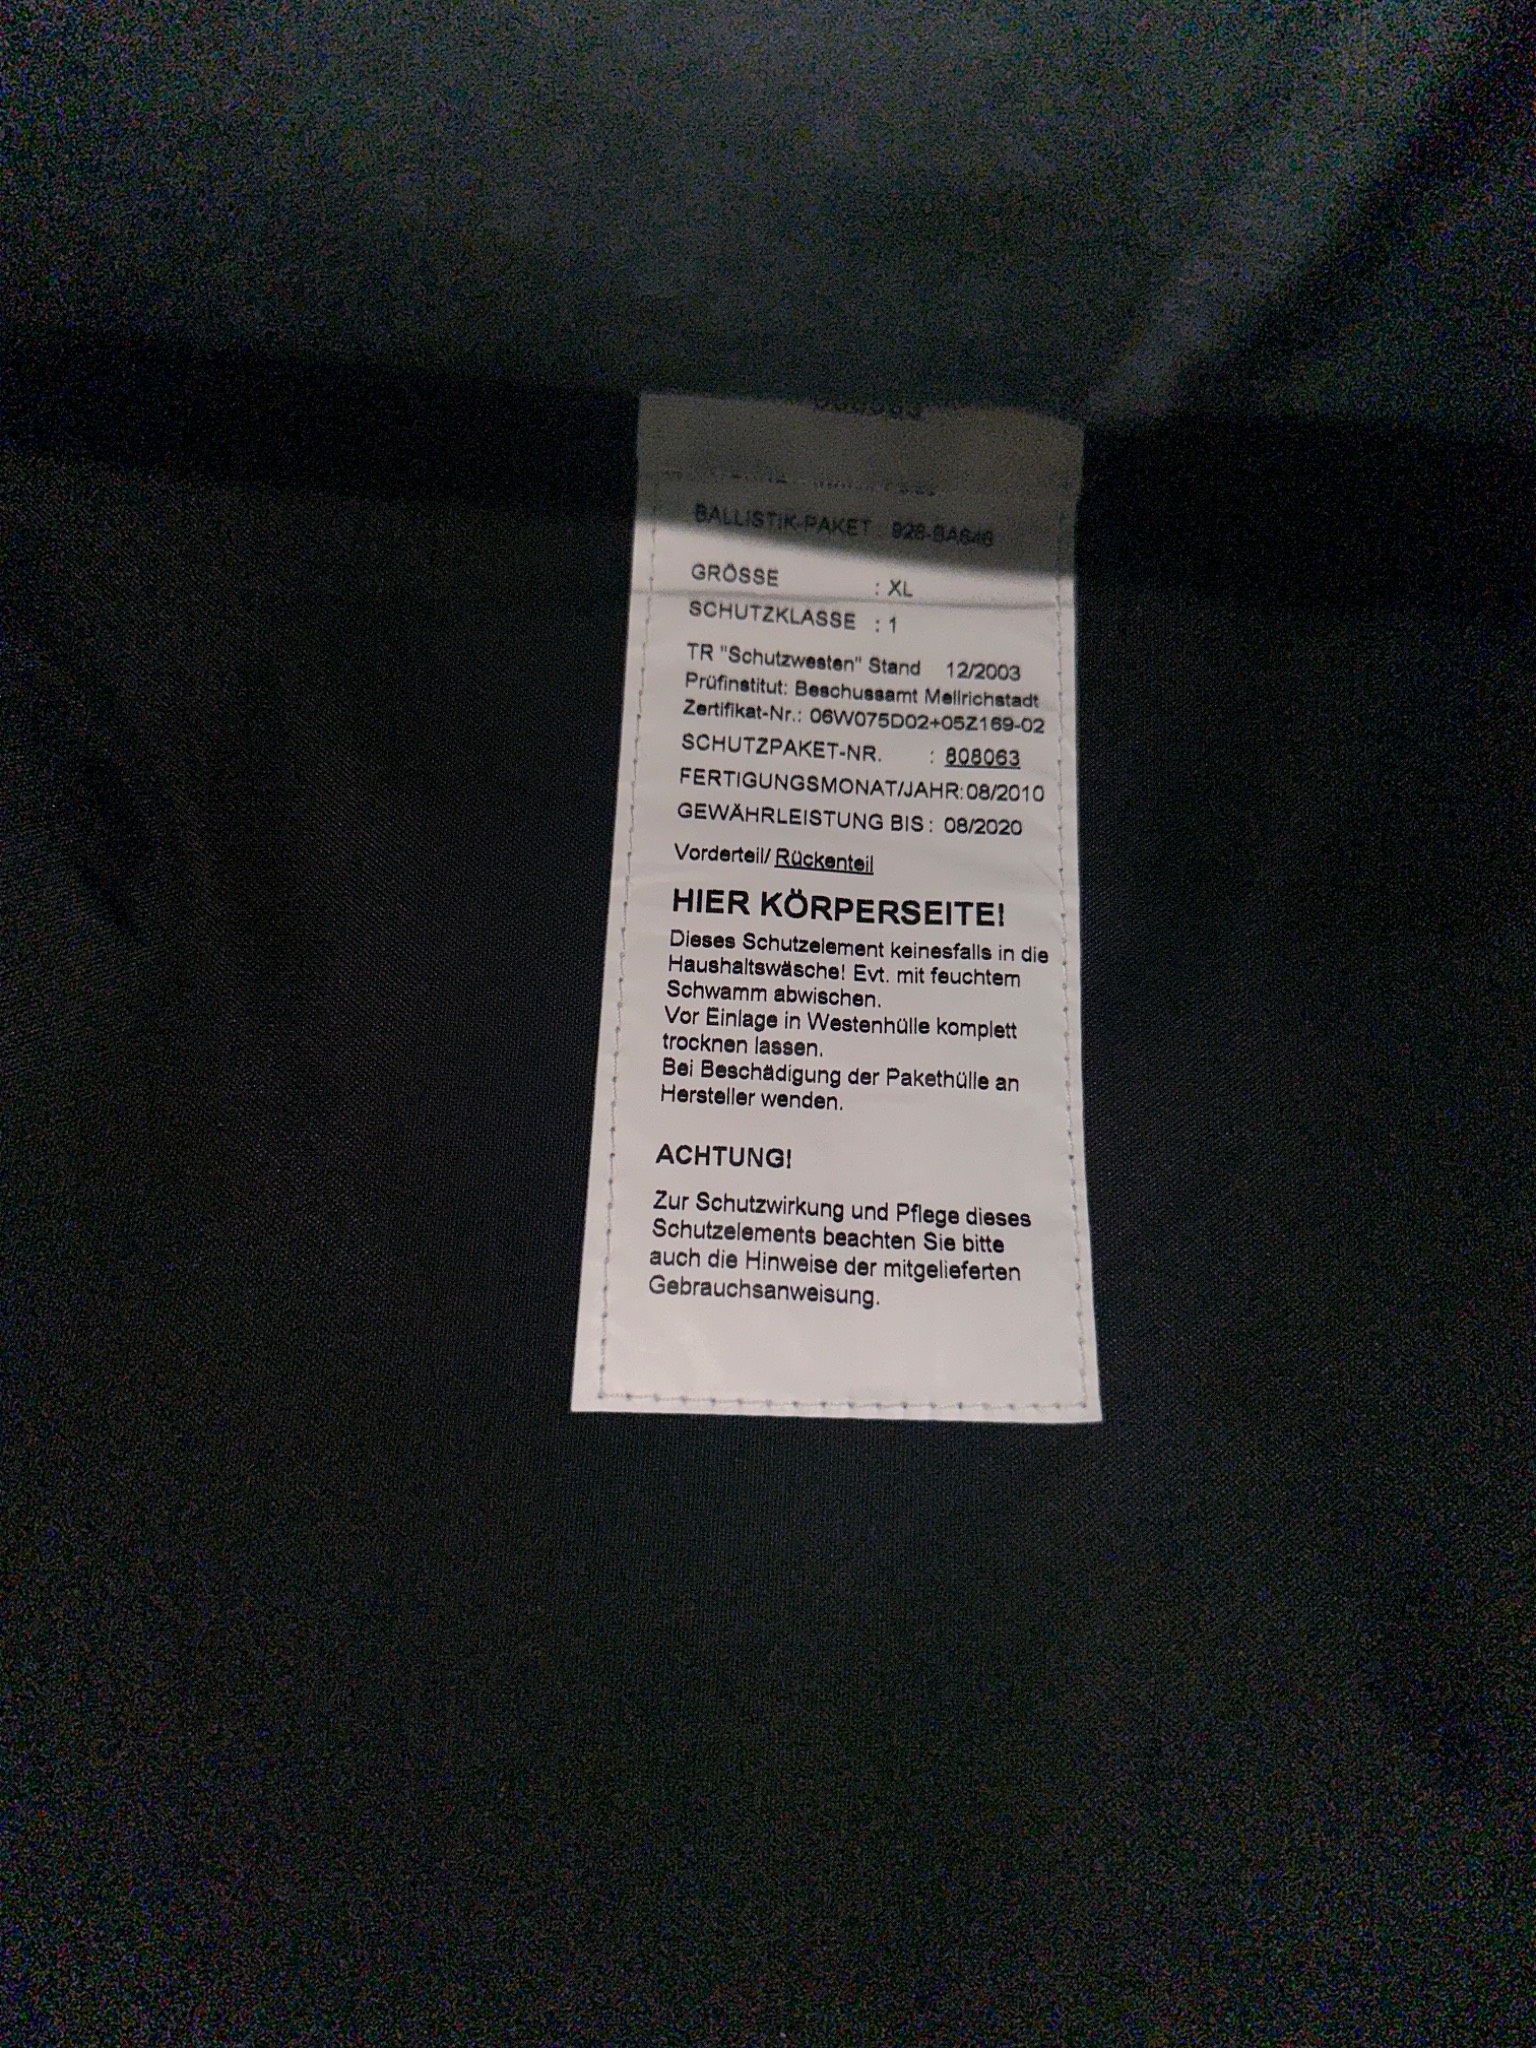 BALLISTIK-PAKET : 928-BA646
GRÖSSE : XL
SCHUTZKLASSE : 1
TR "Schutzwesten" Stand 12/2003
Prüfinstitut: Beschussamt Mellrichstadt
Zertifikat-Nr.: 06W075D02+05Z169-02
SCHUTZPAKET-NR. : 808063
FERTIGUNGSMONAT/JAHR: 08/2010
GEWÄHRLEISTUNG BIS : 08/2020
Vorderteil/ Rückenteil
HIER KÖRPERSEITE!
Dieses Schutzelement keinesfalls in die
Haushaltswäsche! Evt. mit feuchtem
Schwamm abwischen.
Vor Einlage in Westenhülle komplett
trocknen lassen.
Bei Beschädigung der Pakethülle an
Hersteller wenden.
ACHTUNG!
Zur Schutzwirkung und Pflege dieses
Schutzelements beachten Sie bitte
auch die Hinweise der mitgelieferten
Gebrauchsanweisung.